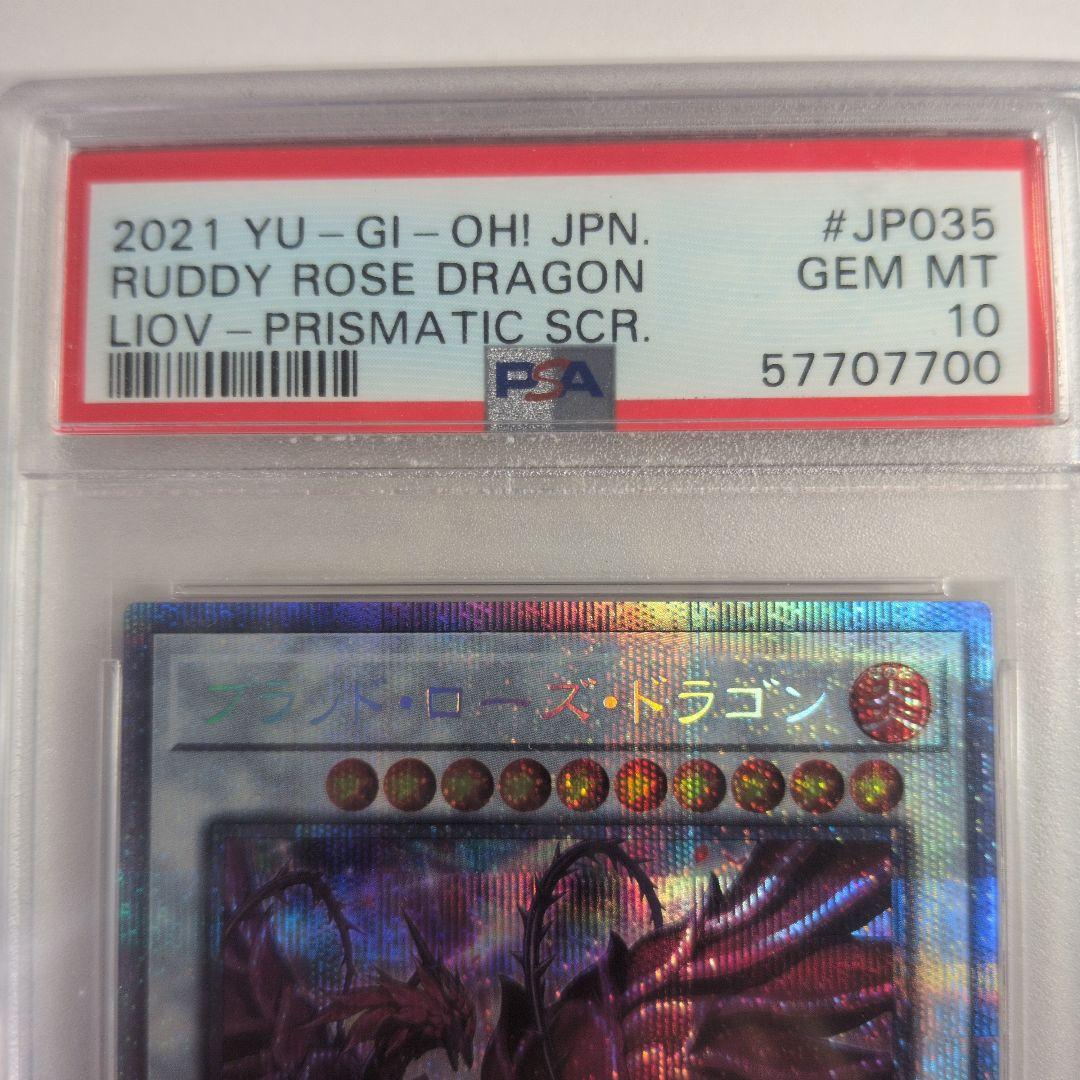 2021 YU-GI-OH! JPN. #JP035
RUDDY ROSE DRAGON GEM MT
LIOV-PRISMATIC SCR. 10
PSA 57707700
ブラッド・ローズ・ドラゴン 炎